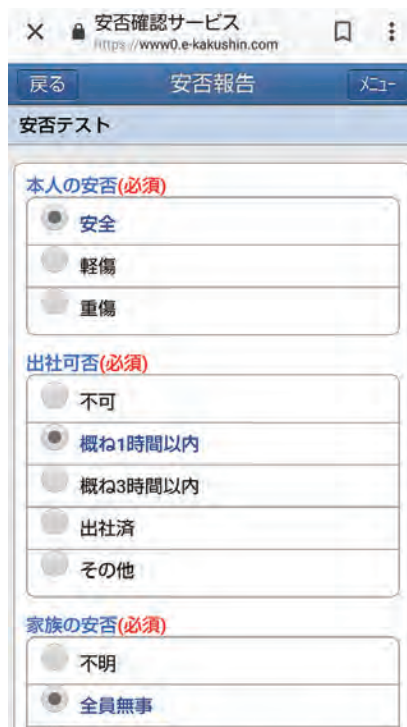 安否確認サービス
https://www0.e-kakushin.com
戻る 安否報告 メニュー
安否テスト
本人の安否(必須)
安全
軽傷
重傷
出社可否(必須)
不可
概ね1時間以内
概ね3時間以内
出社済
その他
家族の安否(必須)
不明
全員無事